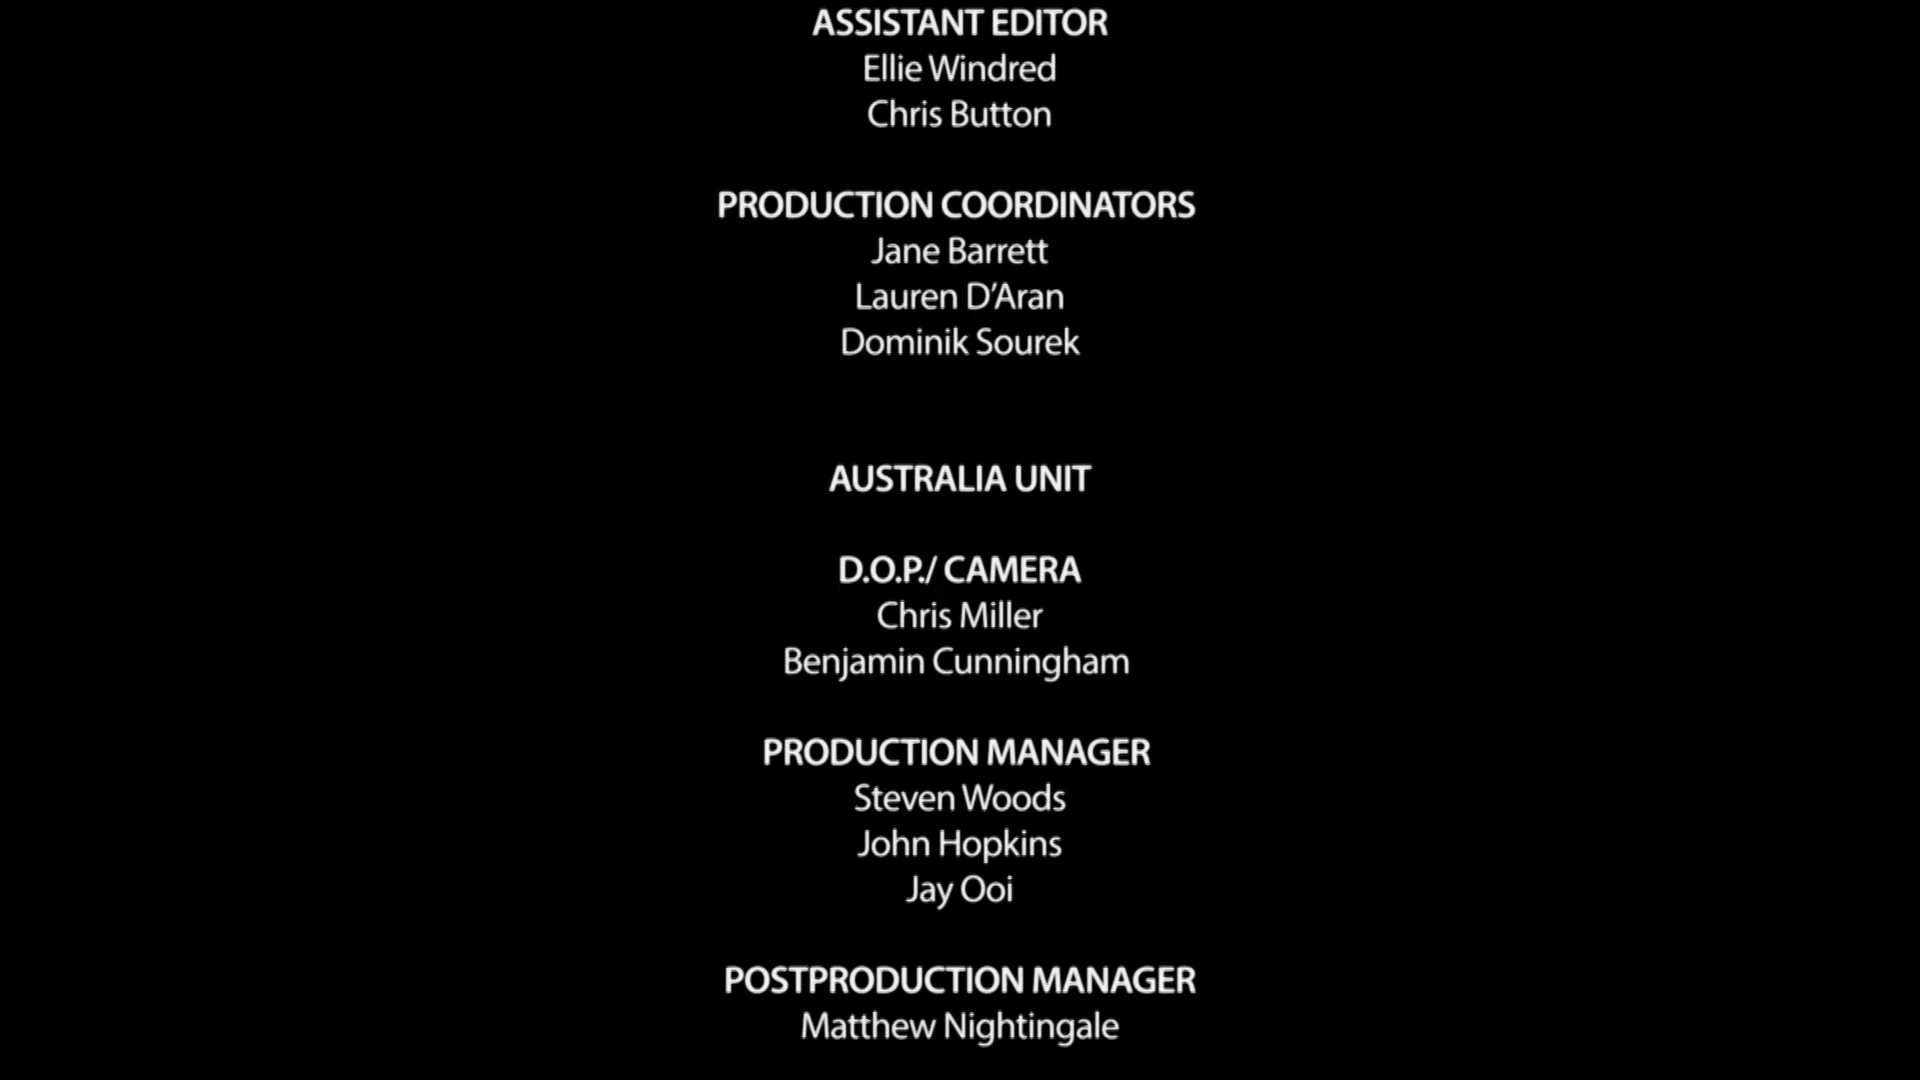 ASSISTANT EDITOR
Ellie Windred
Chris Button
PRODUCTION COORDINATORS
Jane Barrett
Lauren D’Aran
Dominik Sourek
AUSTRALIA UNIT
D.O.P./ CAMERA
Chris Miller
Benjamin Cunningham
PRODUCTION MANAGER
Steven Woods
John Hopkins
Jay Ooi
POSTPRODUCTION MANAGER
Matthew Nightingale